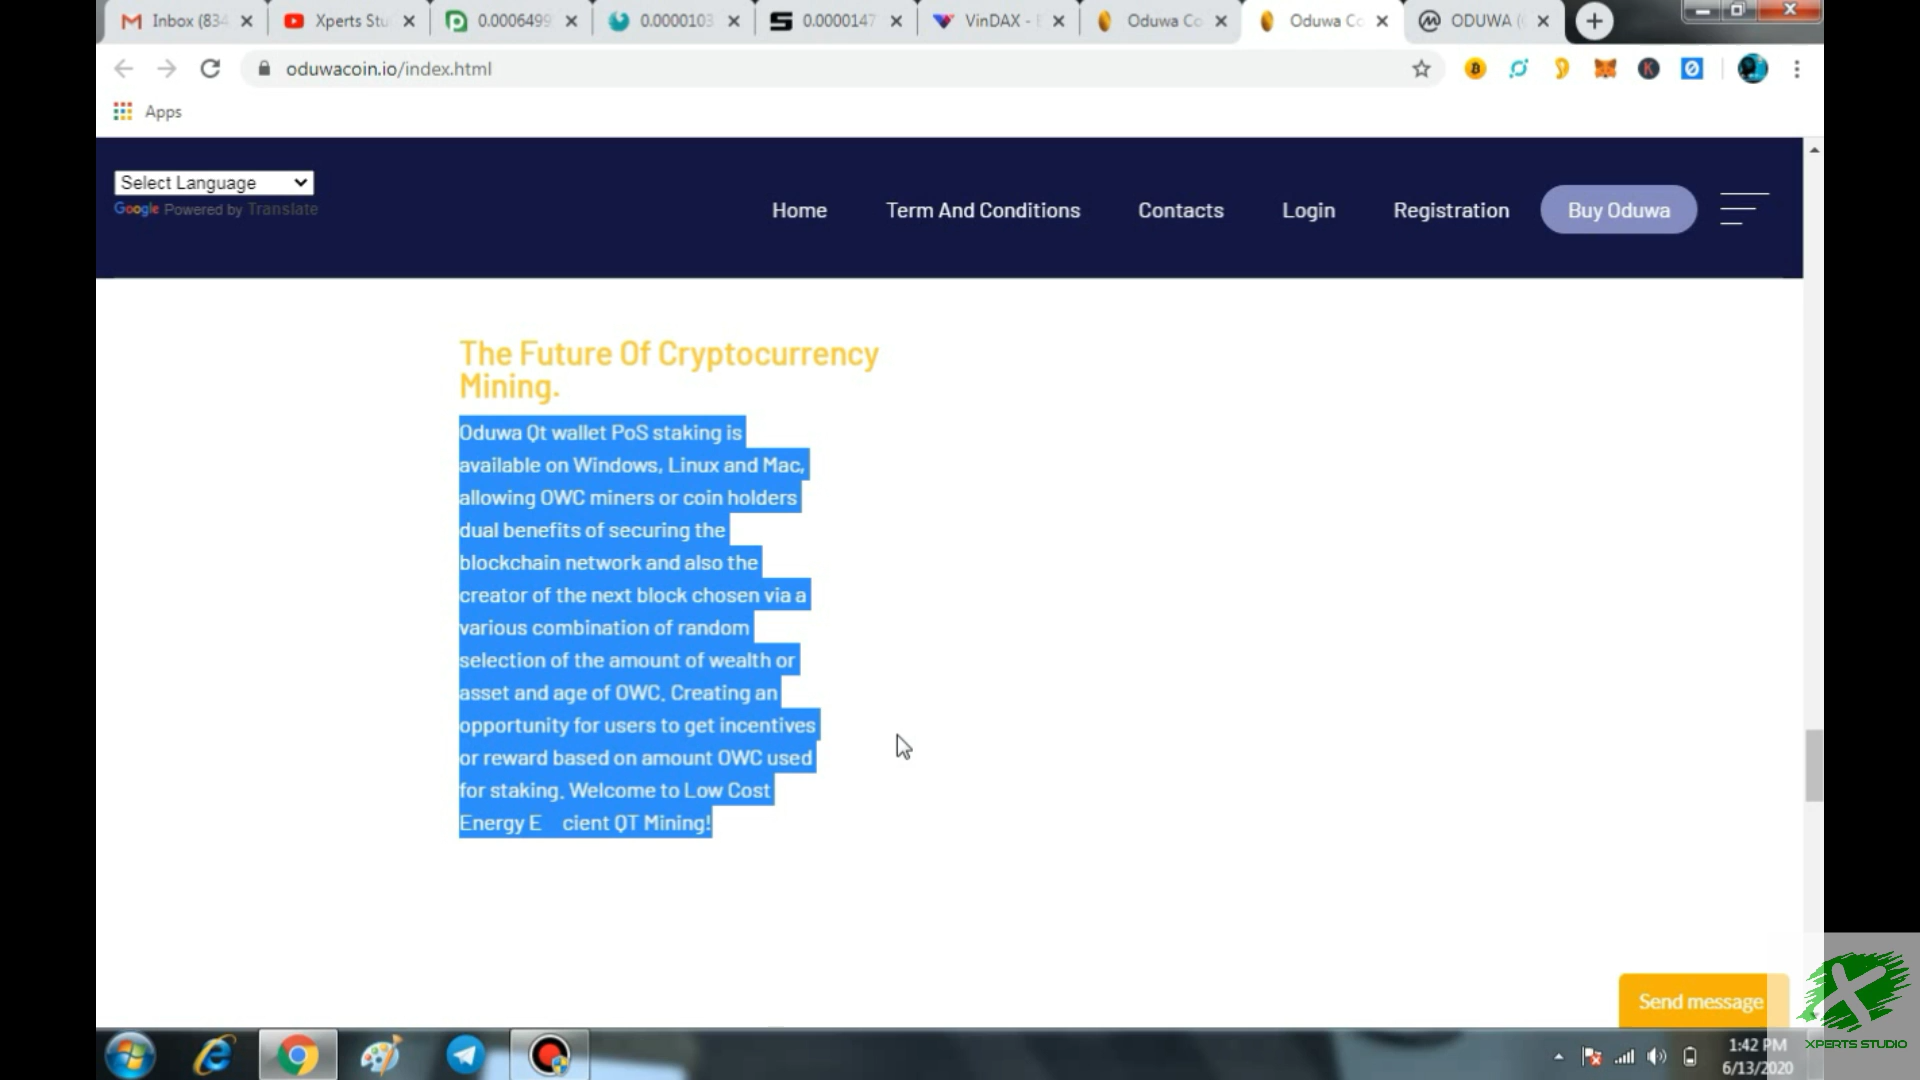 Inbox (834
Xperts Stu
0.0006499
0.0000103
0.0000147
VinDAX - E
Oduwa Co
Oduwa Co
ODUWA (
oduwacoin.io/index.html
Apps
Select Language
Google Powered by Translate
Home
Term And Conditions
Contacts
Login
Registration
Buy Oduwa
The Future Of Cryptocurrency
Mining.
Oduwa Qt wallet PoS staking is
available on Windows, Linux and Mac,
allowing OWC miners or coin holders
dual benefits of securing the
blockchain network and also the
creator of the next block chosen via a
various combination of random
selection of the amount of wealth or
asset and age of OWC. Creating an
opportunity for users to get incentives
or reward based on amount OWC used
for staking. Welcome to Low Cost
Energy E cient QT Mining!
Send message
XPERTS STUDIO
1:42 PM
6/13/2020